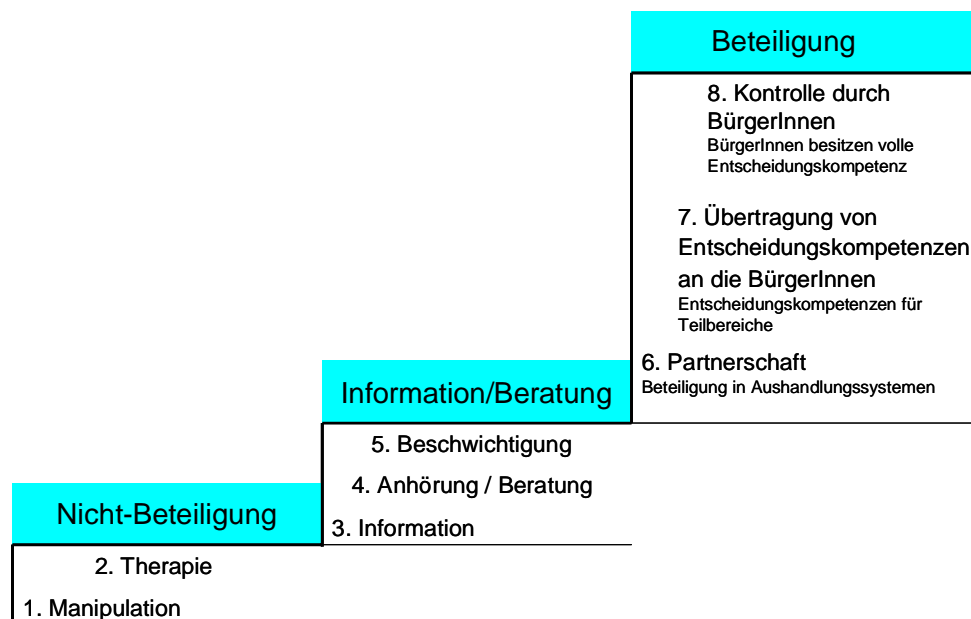 Beteiligung
8. Kontrolle durch
BürgerInnen
BürgerInnen besitzen volle
Entscheidungskompetenz
7. Übertragung von
Entscheidungskompetenzen
an die BürgerInnen
Entscheidungskompetenzen für
Teilbereiche
6. Partnerschaft
Beteiligung in Aushandlungssystemen
Information/Beratung
5. Beschwichtigung
4. Anhörung / Beratung
3. Information
Nicht-Beteiligung
2. Therapie
1. Manipulation